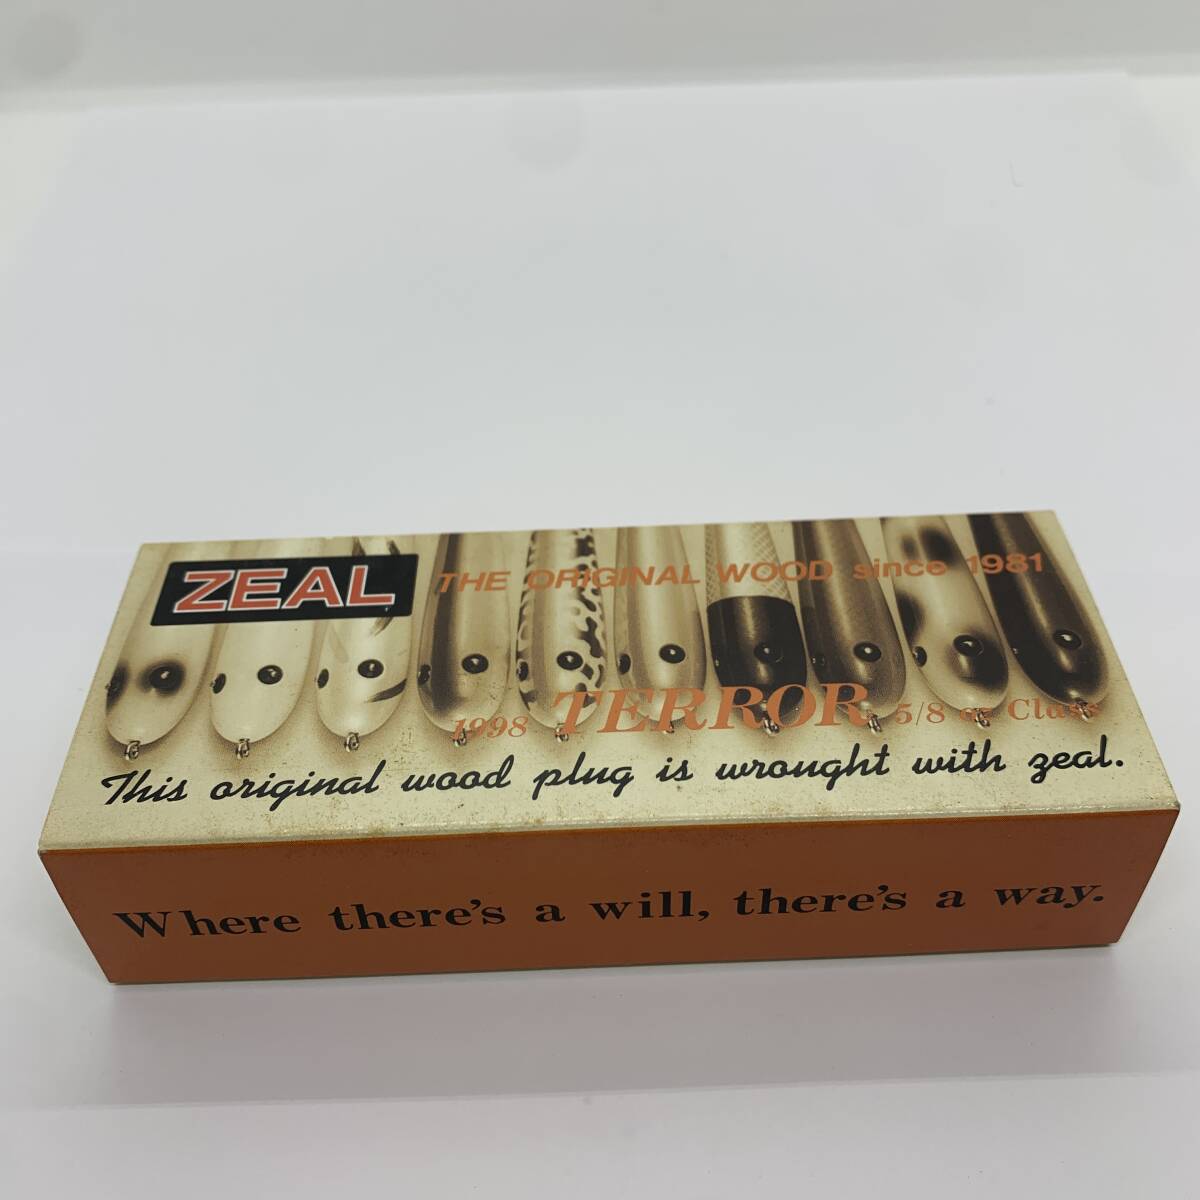 ZEAL
THE ORIGINAL WOOD since 1981
1998 TERROR 5/8 oz Class
This original wood plug is wrought with zeal.
Where there's a will, there's a way.